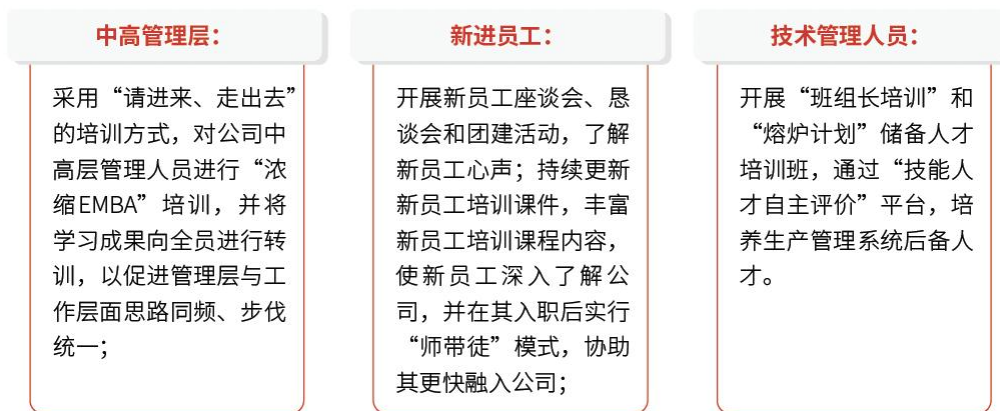 中高管理层：
采用“请进来、走出去”
的培训方式，对公司中
高层管理人员进行“浓
缩EMBA”培训，并将
学习成果向全员进行转
训，以促进管理层与工
作层面思路同频、步伐
统一；
新进员工：
开展新员工座谈会、恳
谈会和团建活动，了解
新员工心声；持续更新
新员工培训课件，丰富
新员工培训课程内容，
使新员工深入了解公
司，并在其入职后实行
“师带徒”模式，协助
其更快融入公司；
技术管理人员：
开展“班组长培训”和
“熔炉计划”储备人才
培训班，通过“技能人
才自主评价”平台，培
养生产管理系统后备人
才。